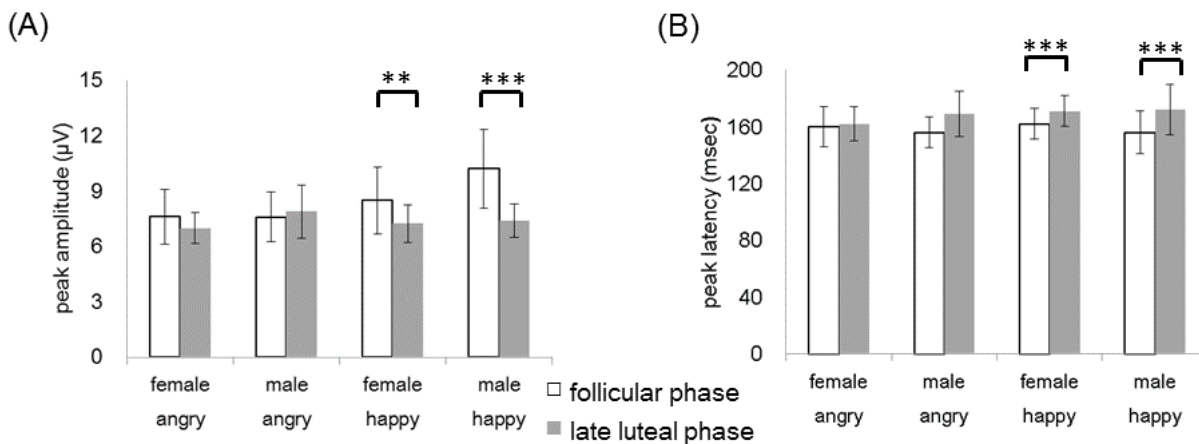 (A)
peak amplitude (μV)
15
12
9
6
3
0
** ***
female male female male
angry angry happy happy
(B)
peak latency (msec)
200
160
120
80
40
0
*** ***
female male female male
angry angry happy happy
follicular phase
late luteal phase